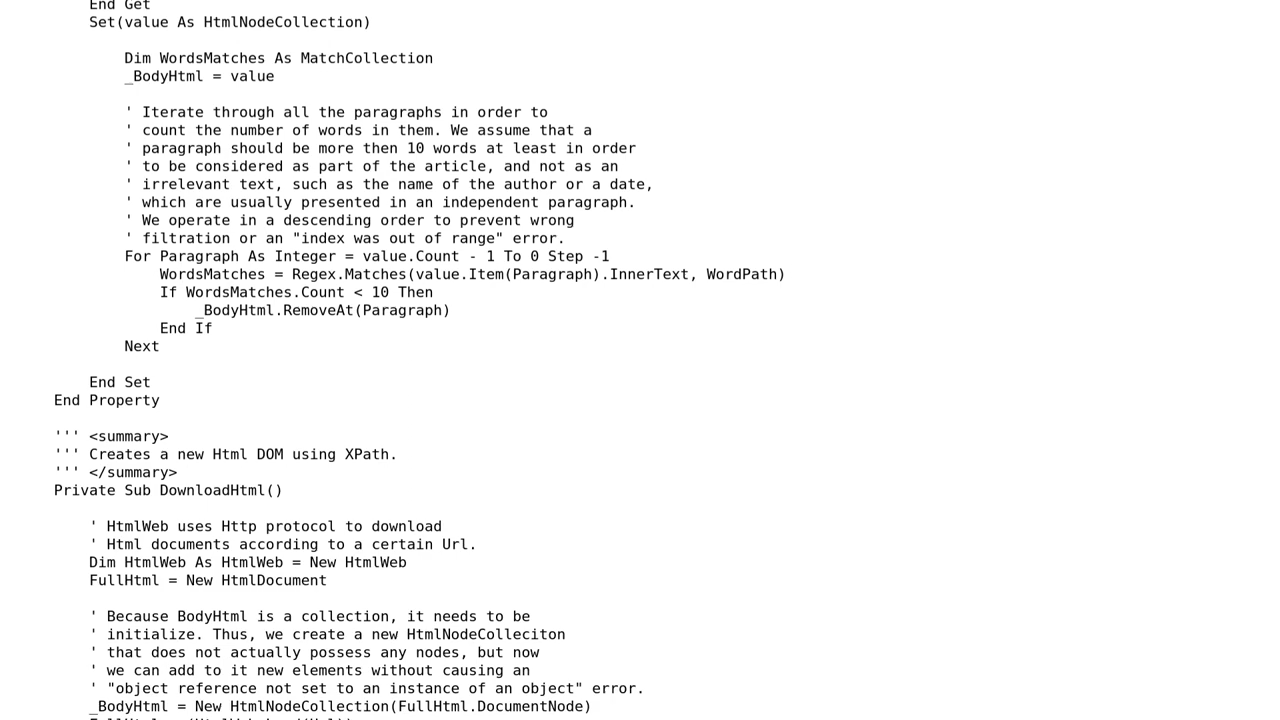 End Get
Set(value As HtmlNodeCollection)
Dim WordsMatches As MatchCollection
_BodyHtml = value
' Iterate through all the paragraphs in order to
' count the number of words in them. We assume that a
' paragraph should be more then 10 words at least in order
' to be considered as part of the article, and not as an
' irrelevant text, such as the name of the author or a date,
' which are usually presented in an independent paragraph.
' We operate in a descending order to prevent wrong
' filtration or an "index was out of range" error.
For Paragraph As Integer = value.Count - 1 To 0 Step -1
WordsMatches = Regex.Matches(value.Item(Paragraph).InnerText, WordPath)
If WordsMatches.Count < 10 Then
_BodyHtml.RemoveAt(Paragraph)
End If
Next
End Set
End Property
''' <summary>
''' Creates a new Html DOM using XPath.
''' </summary>
Private Sub DownloadHtml()
' HtmlWeb uses Http protocol to download
' Html documents according to a certain Url.
Dim HtmlWeb As HtmlWeb = New HtmlWeb
FullHtml = New HtmlDocument
' Because BodyHtml is a collection, it needs to be
' initialize. Thus, we create a new HtmlNodeColleciton
' that does not actually possess any nodes, but now
' we can add to it new elements without causing an
' "object reference not set to an instance of an object" error.
_BodyHtml = New HtmlNodeCollection(FullHtml.DocumentNode)